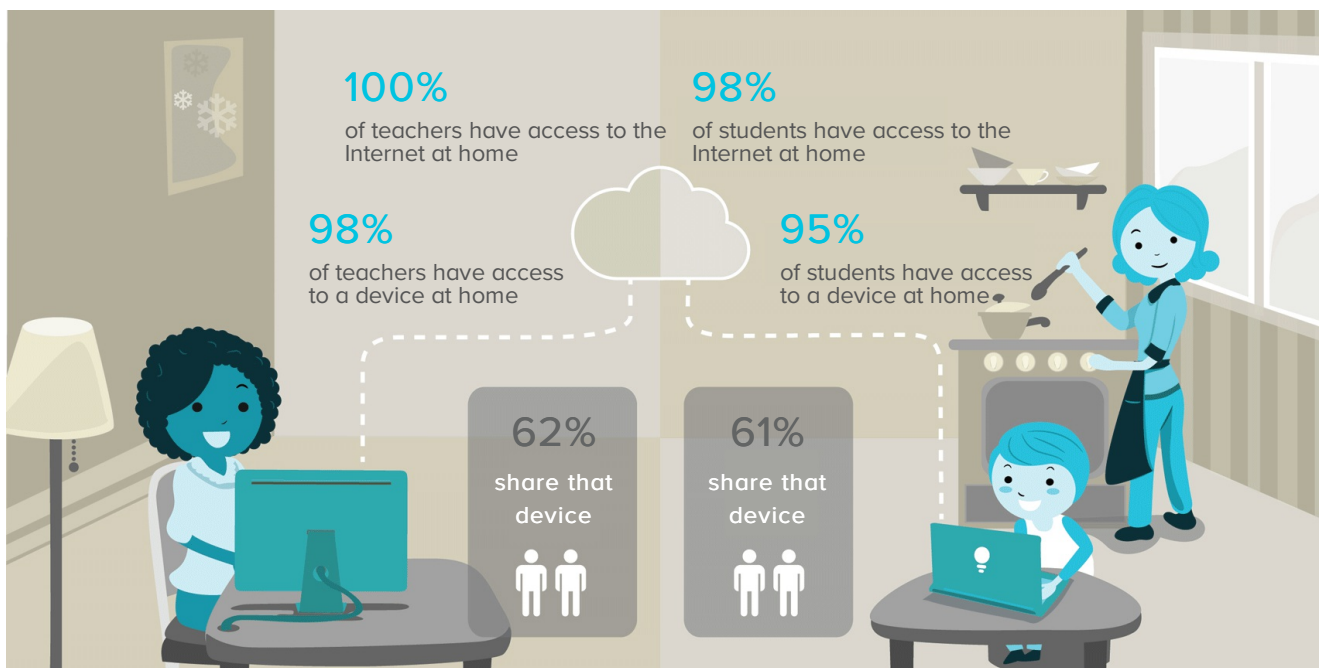 100%
of teachers have access to the
Internet at home
98%
of teachers have access
to a device at home
62%
share that
device
98%
of students have access to the
Internet at home
95%
of students have access
to a device at home
61%
share that
device